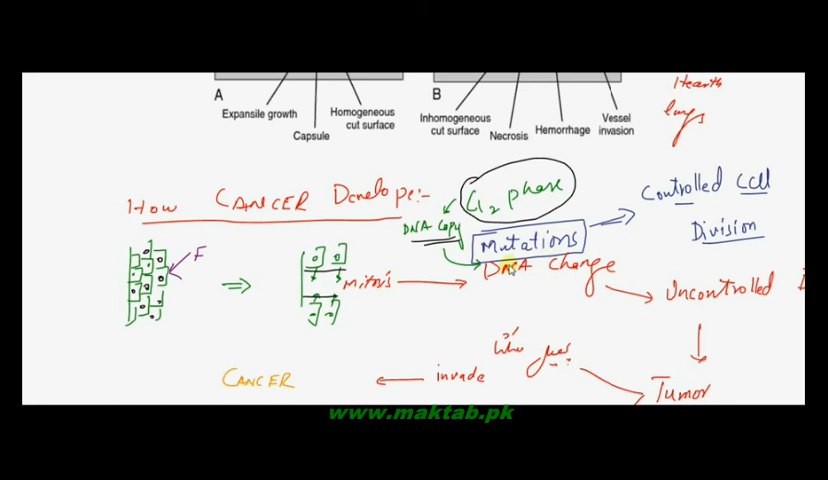 A
Expansile growth
Capsule
Homogeneous
cut surface
B
Inhomogeneous
cut surface
Necrosis
Hemorrhage
Vessel
invasion
lungs
How CANCER Develope:-
G2 phase
DNA Copy
Mutations
Controlled Cell
Division
F
Mitosis
DNA Change
Uncontrolled
Tumor
invade
CANCER
www.maktab.pk